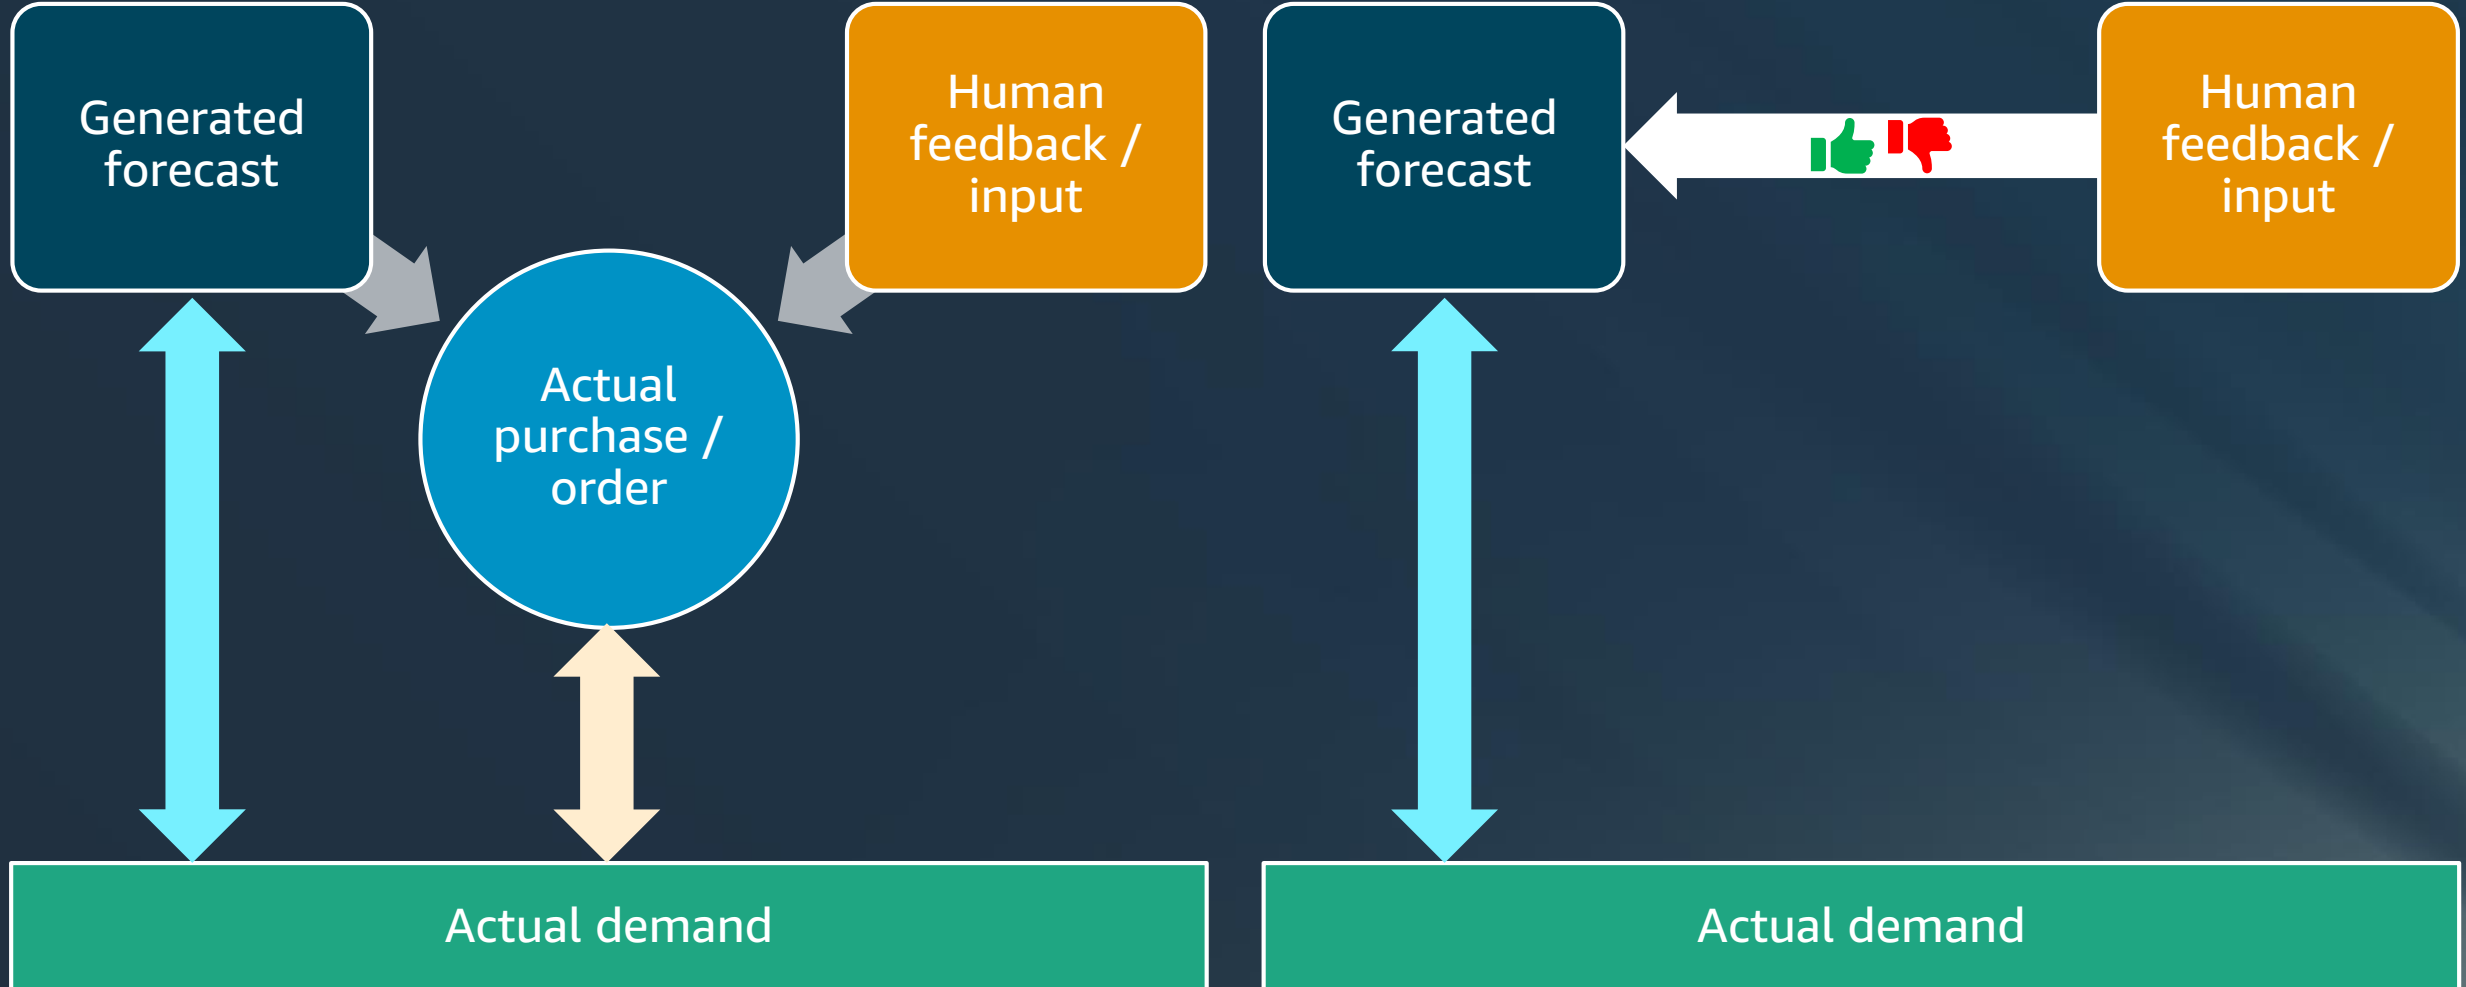 Generated
forecast
Human
feedback /
input
Actual
purchase /
order
Actual demand
Generated
forecast
Human
feedback /
input
Actual demand